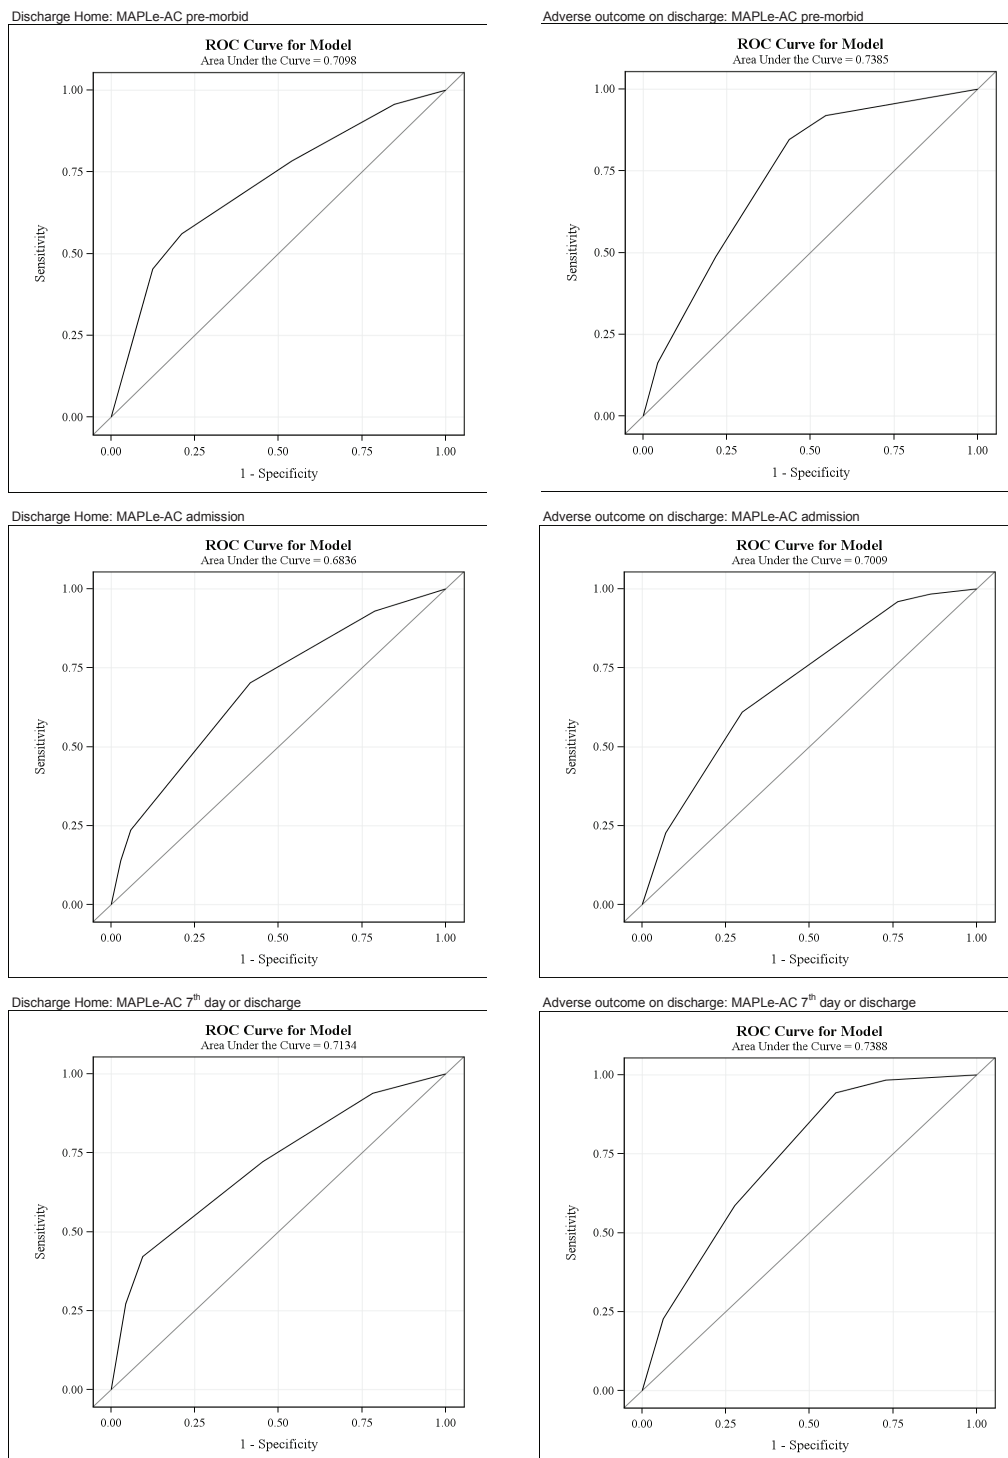 Discharge Home: MAPLe-AC pre-morbid
ROC Curve for Model
Area Under the Curve = 0.7098
1.00
0.75
0.50
0.25
0.00
Sensitivity
0.00 0.25 0.50 0.75 1.00
1 - Specificity
Adverse outcome on discharge: MAPLe-AC pre-morbid
ROC Curve for Model
Area Under the Curve = 0.7385
1.00
0.75
0.50
0.25
0.00
Sensitivity
0.00 0.25 0.50 0.75 1.00
1 - Specificity
Discharge Home: MAPLe-AC admission
ROC Curve for Model
Area Under the Curve = 0.6836
1.00
0.75
0.50
0.25
0.00
Sensitivity
0.00 0.25 0.50 0.75 1.00
1 - Specificity
Adverse outcome on discharge: MAPLe-AC admission
ROC Curve for Model
Area Under the Curve = 0.7009
1.00
0.75
0.50
0.25
0.00
Sensitivity
0.00 0.25 0.50 0.75 1.00
1 - Specificity
Discharge Home: MAPLe-AC 7th day or discharge
ROC Curve for Model
Area Under the Curve = 0.7134
1.00
0.75
0.50
0.25
0.00
Sensitivity
0.00 0.25 0.50 0.75 1.00
1 - Specificity
Adverse outcome on discharge: MAPLe-AC 7th day or discharge
ROC Curve for Model
Area Under the Curve = 0.7388
1.00
0.75
0.50
0.25
0.00
Sensitivity
0.00 0.25 0.50 0.75 1.00
1 - Specificity